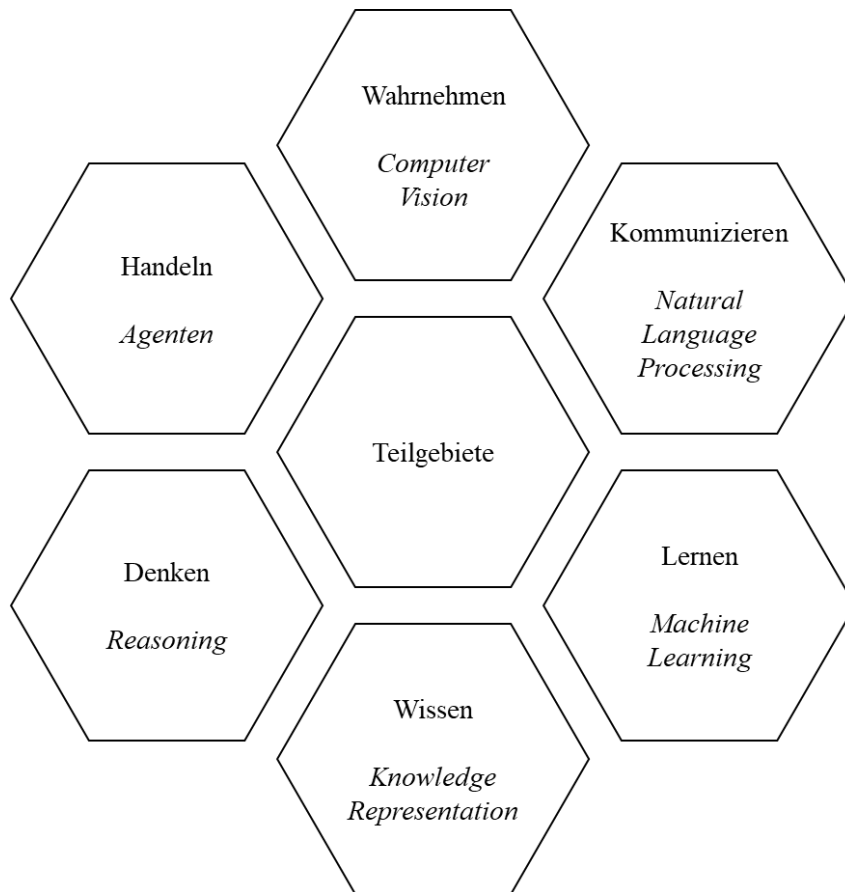 Wahrnehmen
Computer
Vision
Kommunizieren
Natural
Language
Processing
Handeln
Agenten
Teilgebiete
Lernen
Machine
Learning
Denken
Reasoning
Wissen
Knowledge
Representation